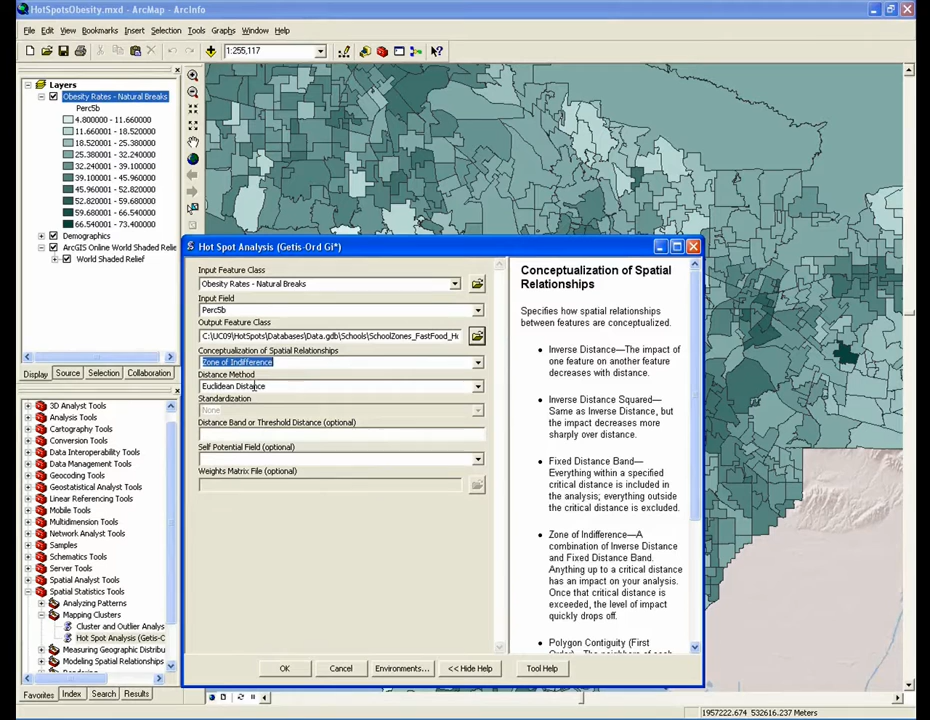 HotSpotsObesity.mxd - ArcMap - ArcInfo
File Edit View Bookmarks Insert Selection Tools Graphs Window Help
1:255,117
Layers
Obesity Rates - Natural Breaks
Perc5b
4.800000 - 11.660000
11.660001 - 18.520000
18.520001 - 25.380000
25.380001 - 32.240000
32.240001 - 39.100000
39.100001 - 45.960000
45.960001 - 52.820000
52.820001 - 59.680000
59.680001 - 66.540000
66.540001 - 73.400000
Demographics
ArcGIS Online World Shaded Relie
World Shaded Relief
Display Source Selection Collaboration
3D Analyst Tools
Analysis Tools
Cartography Tools
Conversion Tools
Data Interoperability Tools
Data Management Tools
Geocoding Tools
Geostatistical Analyst Tools
Linear Referencing Tools
Mobile Tools
Multidimension Tools
Network Analyst Tools
Samples
Schematics Tools
Server Tools
Spatial Analyst Tools
Spatial Statistics Tools
Analyzing Patterns
Mapping Clusters
Cluster and Outlier Analys
Hot Spot Analysis (Getis-O
Measuring Geographic Distribu
Modeling Spatial Relationships
Favorites Index Search Results
Hot Spot Analysis (Getis-Ord Gi*)
Input Feature Class
Obesity Rates - Natural Breaks
Input Field
Perc5b
Output Feature Class
C:\UC09\HotSpots\Databases\Data.gdb\Schools\SchoolZones_FastFood_Ho
Conceptualization of Spatial Relationships
Zone of Indifference
Distance Method
Euclidean Distance
Standardization
None
Distance Band or Threshold Distance (optional)
Self Potential Field (optional)
Weights Matrix File (optional)
OK Cancel Environments... << Hide Help Tool Help
Conceptualization of Spatial
Relationships
Specifies how spatial relationships
between features are conceptualized.
• Inverse Distance—The impact of
one feature on another feature
decreases with distance.
• Inverse Distance Squared—
Same as Inverse Distance, but
the impact decreases more
sharply over distance.
• Fixed Distance Band—
Everything within a specified
critical distance is included in
the analysis; everything outside
the critical distance is excluded.
• Zone of Indifference—A
combination of Inverse Distance
and Fixed Distance Band.
Anything up to a critical distance
has an impact on your analysis.
Once that critical distance is
exceeded, the level of impact
quickly drops off.
• Polygon Contiguity (First
1957222.674 532616.237 Meters